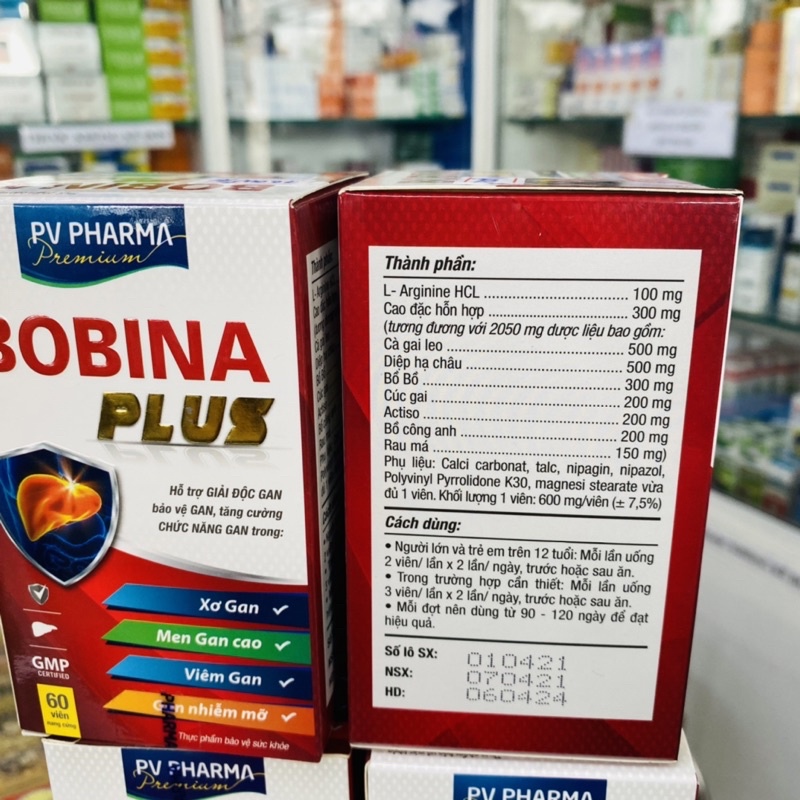 PV PHARMA
Premium
BOBINA
PLUS
Hỗ trợ GIẢI ĐỘC GAN
bảo vệ GAN, tăng cường
CHỨC NĂNG GAN trong:
Xơ Gan
Men Gan cao
Viêm Gan
Gan nhiễm mỡ
GMP
CERTIFIED
60
viên
nang cứng
Thực phẩm bảo vệ sức khỏe
PHARMA
Thành phần:
L- Arginine HCL 100 mg
Cao đặc hỗn hợp 300 mg
(tương đương với 2050 mg dược liệu bao gồm:
Cà gai leo 500 mg
Diệp hạ châu 500 mg
Bồ Bồ 300 mg
Cúc gai 200 mg
Actiso 200 mg
Bồ công anh 200 mg
Rau má 150 mg)
Phụ liệu: Calci carbonat, talc, nipagin, nipazol,
Polyvinyl Pyrrolidone K30, magnesi stearate vừa
đủ 1 viên. Khối lượng 1 viên: 600 mg/viên (± 7,5%)
Cách dùng:
• Người lớn và trẻ em trên 12 tuổi: Mỗi lần uống
2 viên/ lần x 2 lần/ ngày, trước hoặc sau ăn.
• Trong trường hợp cần thiết: Mỗi lần uống
3 viên/ lần x 2 lần/ ngày, trước hoặc sau ăn.
• Mỗi đợt nên dùng từ 90 - 120 ngày để đạt
hiệu quả.
Số lô SX: 010421
NSX: 070421
HD: 060424
PV PHARMA
Premium
PV PHARMA